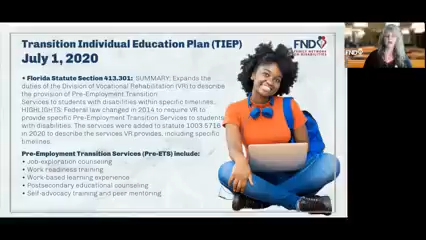 Transition Individual Education Plan (TIEP)
July 1, 2020
FND
FAMILY NETWORK
ON DISABILITIES
• Florida Statute Section 413.301: SUMMARY: Expands the
duties of the Division of Vocational Rehabilitation (VR) to describe
the provision of Pre-Employment Transition
Services to students with disabilities within specific timelines.
HIGHLIGHTS: Federal law changed in 2014 to require VR to
provide specific Pre-Employment Transition Services to students
with disabilities. The services were added to statute 1003.5716
in 2020 to describe the services VR provides, including specific
timelines.
Pre-Employment Transition Services (Pre-ETS) include:
• Job-exploration counseling
• Work readiness training
• Work-based learning experience
• Postsecondary educational counseling
• Self-advocacy training and peer mentoring.
FND